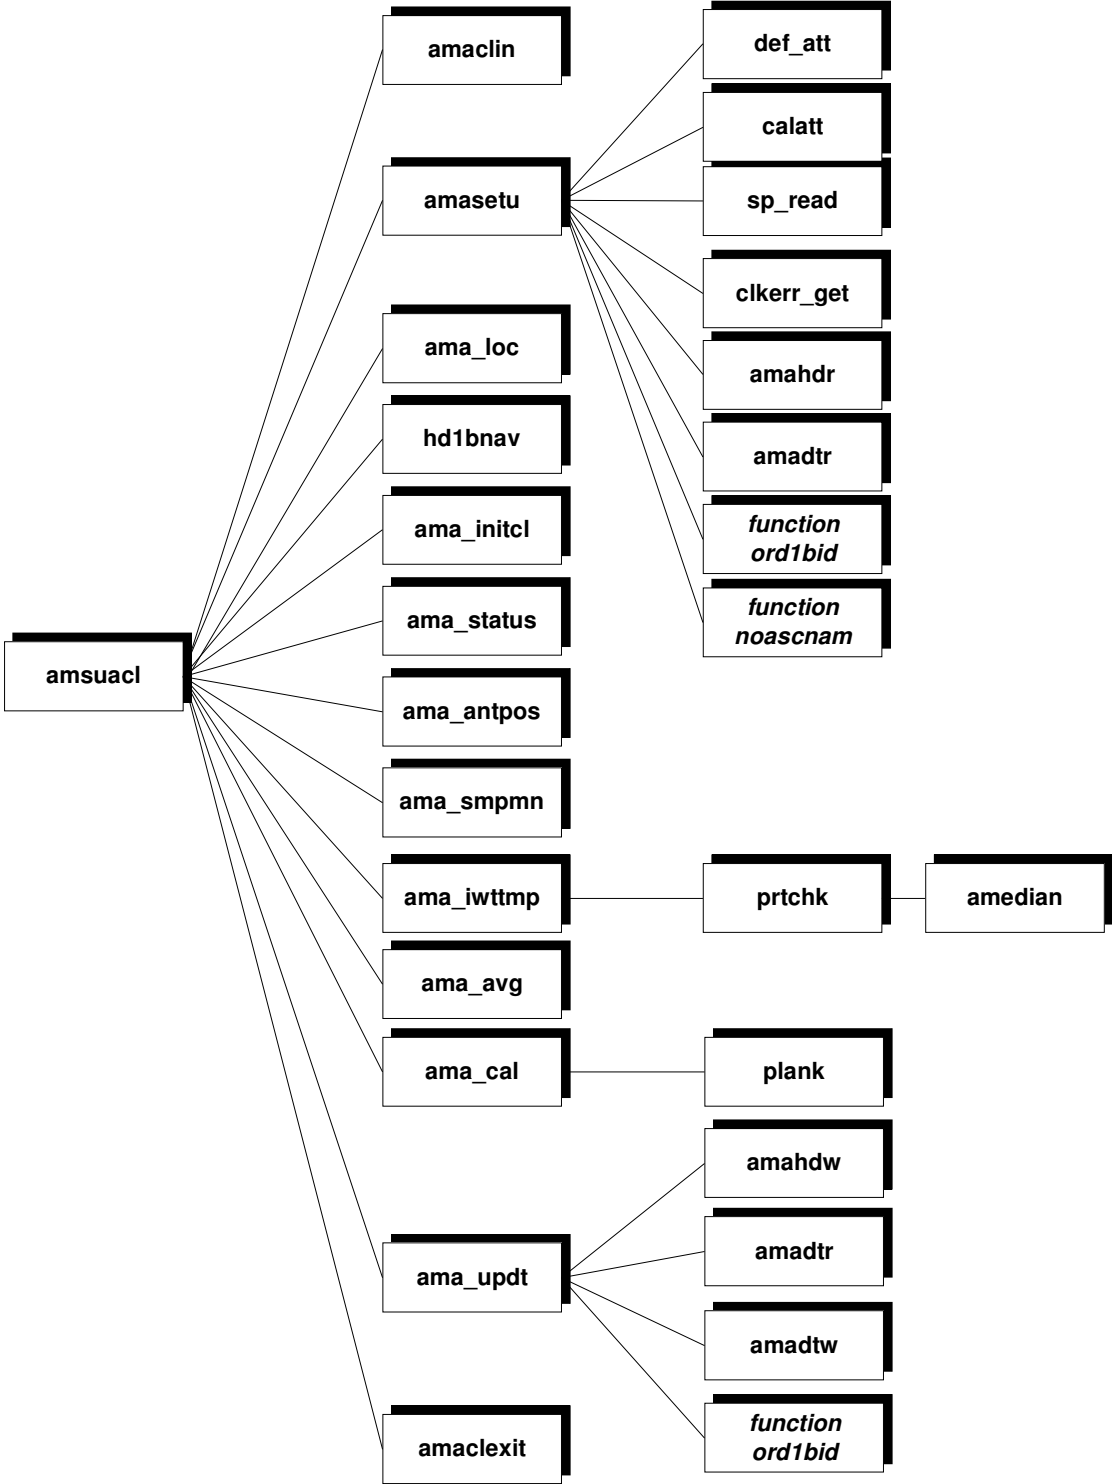 amaclin
def_att
calatt
amasetu
sp_read
clkerr_get
ama_loc
amahdr
hd1bnav
amadtr
ama_initcl
function
ord1bid
ama_status
function
noascnam
amsuacl
ama_antpos
ama_smpmn
ama_iwttmp
prtchk
amedian
ama_avg
ama_cal
plank
amahdw
amadtr
ama_updt
amadtw
function
ord1bid
amaclexit